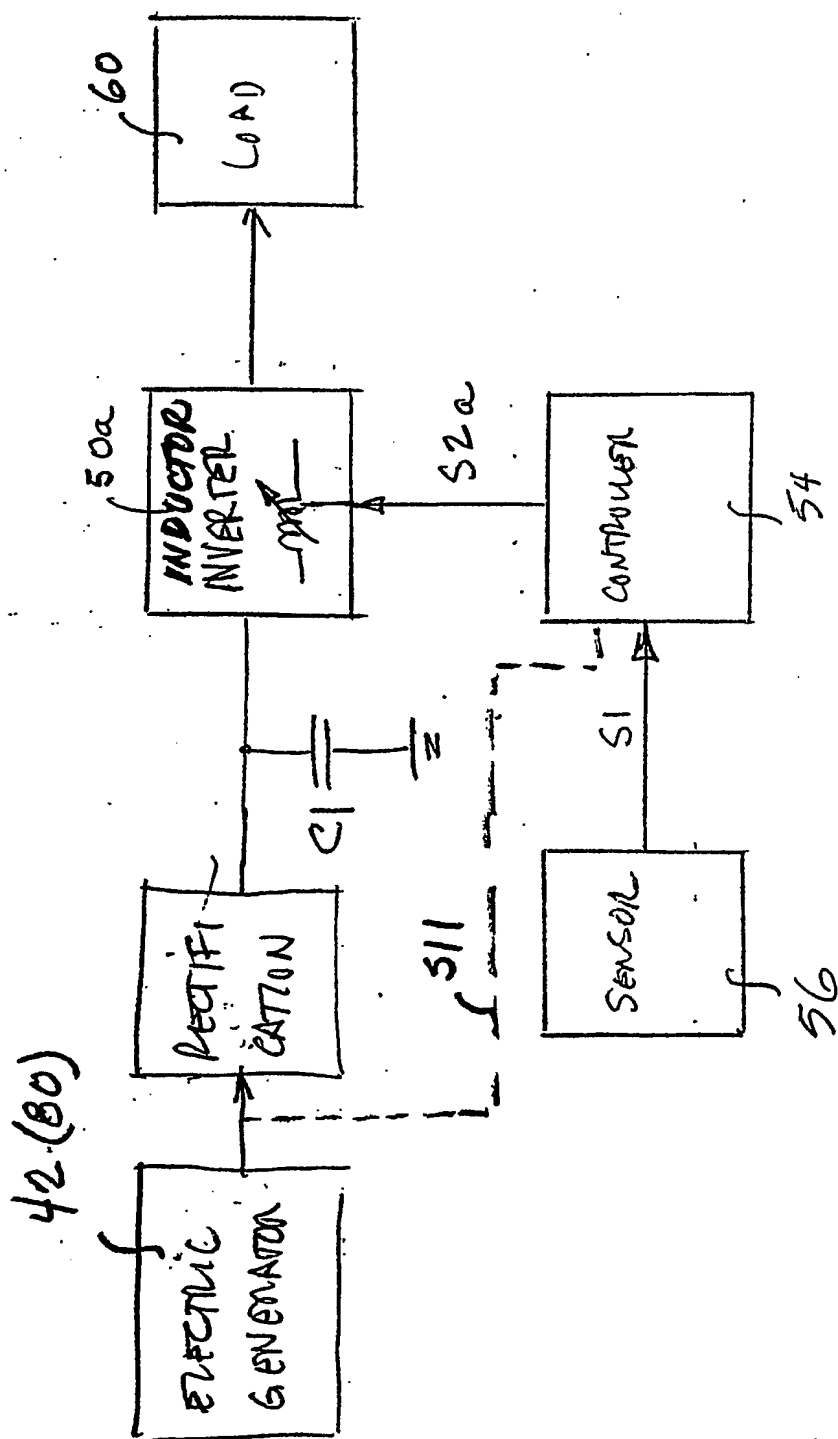 42 (80)
ELECTRIC
GENERATOR
RECTIFI
CATION
C1
50a
INDUCTOR
INVERTER
60
LOAD
S11
S2a
SENSOR
56
S1
CONTROLLER
54